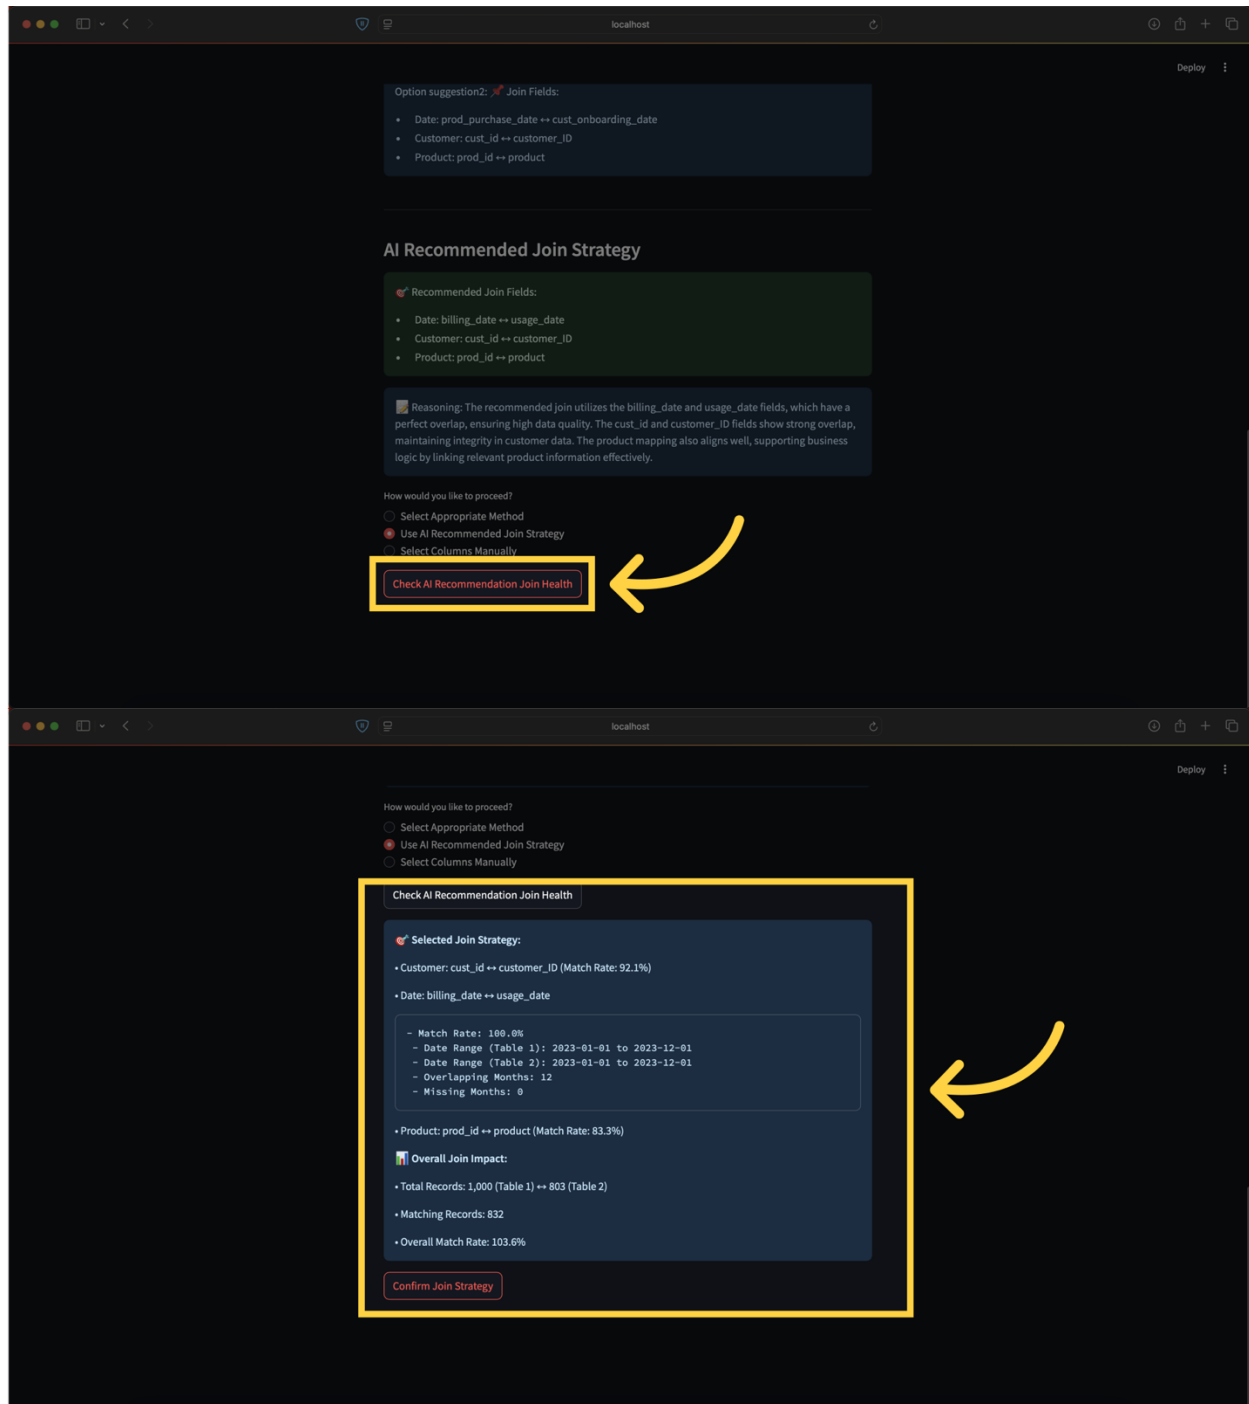 localhost
Deploy
Option suggestion2: 📌 Join Fields:
• Date: prod_purchase_date ↔ cust_onboarding_date
• Customer: cust_id ↔ customer_ID
• Product: prod_id ↔ product
AI Recommended Join Strategy
🎯 Recommended Join Fields:
• Date: billing_date ↔ usage_date
• Customer: cust_id ↔ customer_ID
• Product: prod_id ↔ product
📝 Reasoning: The recommended join utilizes the billing_date and usage_date fields, which have a
perfect overlap, ensuring high data quality. The cust_id and customer_ID fields show strong overlap,
maintaining integrity in customer data. The product mapping also aligns well, supporting business
logic by linking relevant product information effectively.
How would you like to proceed?
Select Appropriate Method
Use AI Recommended Join Strategy
Select Columns Manually
Check AI Recommendation Join Health
localhost
Deploy
How would you like to proceed?
Select Appropriate Method
Use AI Recommended Join Strategy
Select Columns Manually
Check AI Recommendation Join Health
🎯 Selected Join Strategy:
• Customer: cust_id ↔ customer_ID (Match Rate: 92.1%)
• Date: billing_date ↔ usage_date
- Match Rate: 100.0%
- Date Range (Table 1): 2023-01-01 to 2023-12-01
- Date Range (Table 2): 2023-01-01 to 2023-12-01
- Overlapping Months: 12
- Missing Months: 0
• Product: prod_id ↔ product (Match Rate: 83.3%)
📊 Overall Join Impact:
• Total Records: 1,000 (Table 1) ↔ 803 (Table 2)
• Matching Records: 832
• Overall Match Rate: 103.6%
Confirm Join Strategy